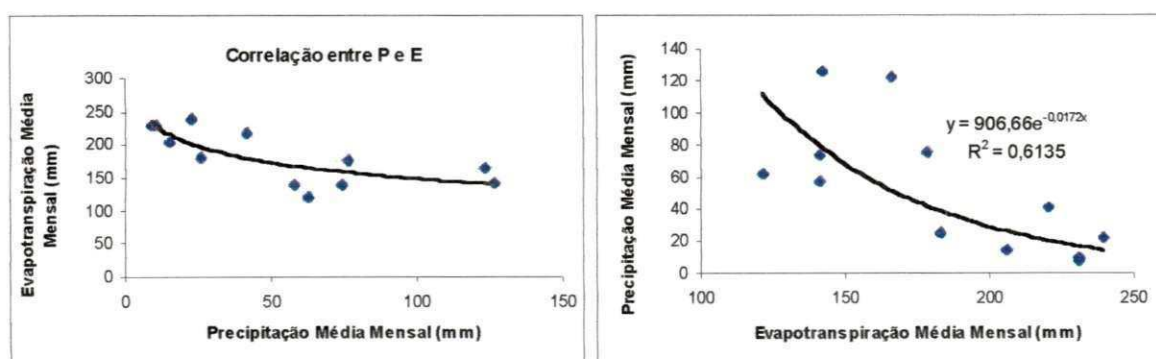 Correlação entre P e E
Evapotranspiração Média
Mensal (mm)
300
250
200
150
100
50
0
0 50 100 150
Precipitação Média Mensal (mm)
Precipitação Média Mensal (mm)
140
120
100
80
60
40
20
0
y = 906,66e^-0,0172x
R² = 0,6135
100 150 200 250
Evapotranspiração Média Mensal (mm)